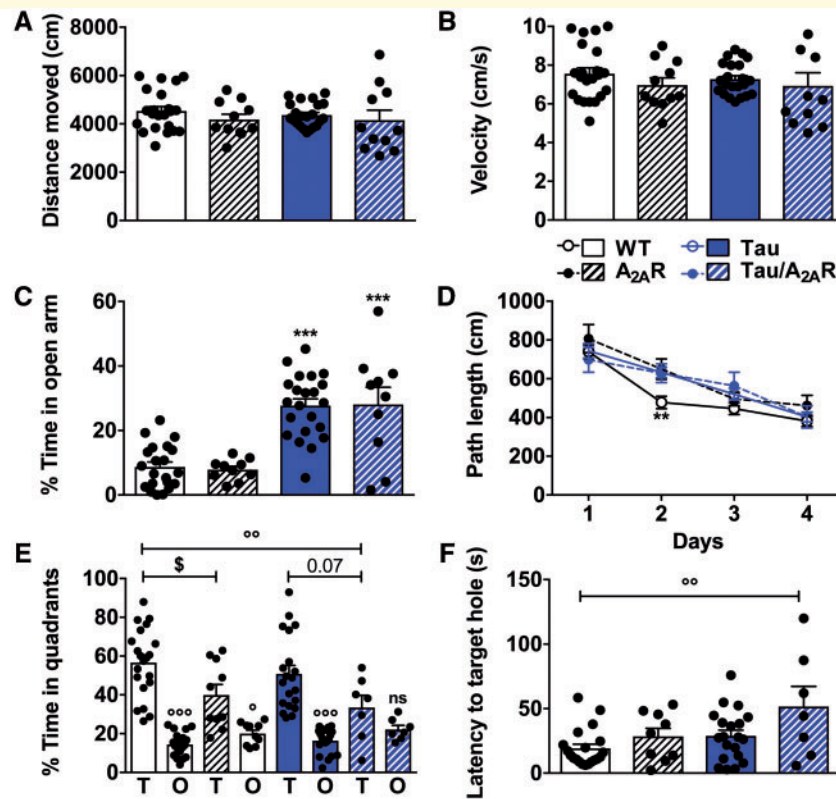 A
Distance moved (cm)
8000
6000
4000
2000
0
B
Velocity (cm/s)
10
8
6
4
2
0
WT
Tau
A2AR
Tau/A2AR
C
% Time in open arm
60
40
20
0
***
***
D
Path length (cm)
1000
800
600
400
200
0
**
1 2 3 4
Days
E
% Time in quadrants
100
80
60
40
20
0
°°
$
0.07
°°°
°
°°°
ns
T O T O T O T O
F
Latency to target hole (s)
150
100
50
0
°°